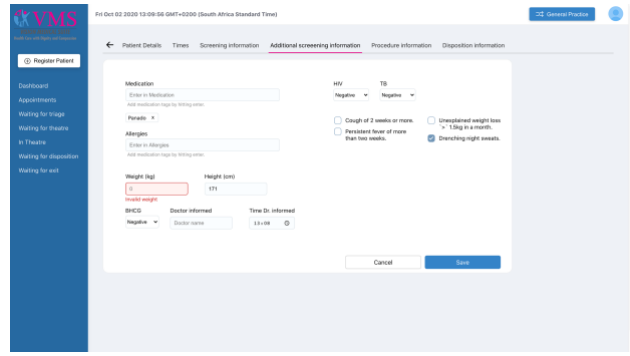 VMS
Fri Oct 02 2020 13:09:56 GMT+0200 (South Africa Standard Time)
General Practice
Register Patient
Dashboard
Appointments
Waiting for triage
Waiting for theatre
In Theatre
Waiting for disposition
Waiting for exit
Patient Details Times Screening information Additional screeening information Procedure information Disposition information
Medication
Enter in Medication
Add medication tags by hitting enter.
Panado ×
Allergies
Enter in Allergies
Add medication tags by hitting enter.
Weight (kg) Height (cm)
0 171
Invalid weight
BHCG Doctor informed Time Dr. informed
Negative Doctor name 13:09
HIV TB
Negative Negative
Cough of 2 weeks or more.
Persistent fever of more
than two weeks.
Unexplained weight loss
'>' 1.5kg in a month.
Drenching night sweats.
Cancel Save